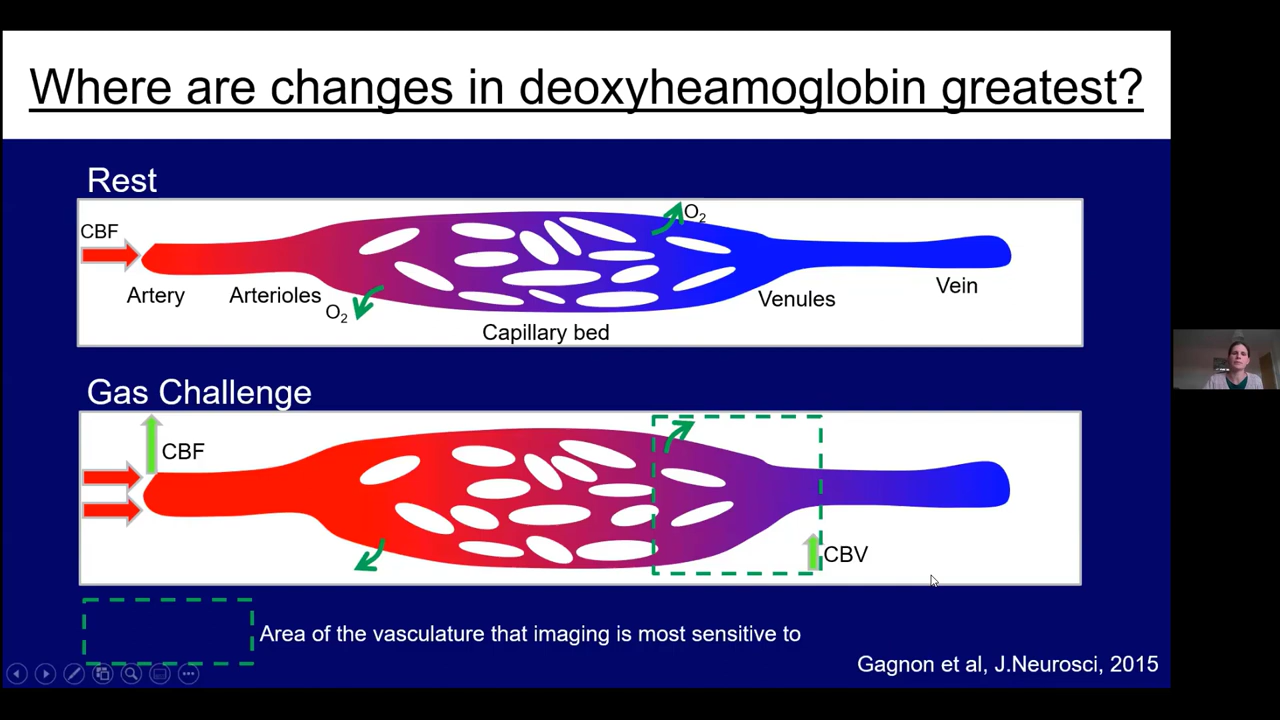 Where are changes in deoxyheamoglobin greatest?
Rest
CBF
O2
Artery
Arterioles
O2
Capillary bed
Venules
Vein
Gas Challenge
CBF
CBV
Area of the vasculature that imaging is most sensitive to
Gagnon et al, J.Neurosci, 2015